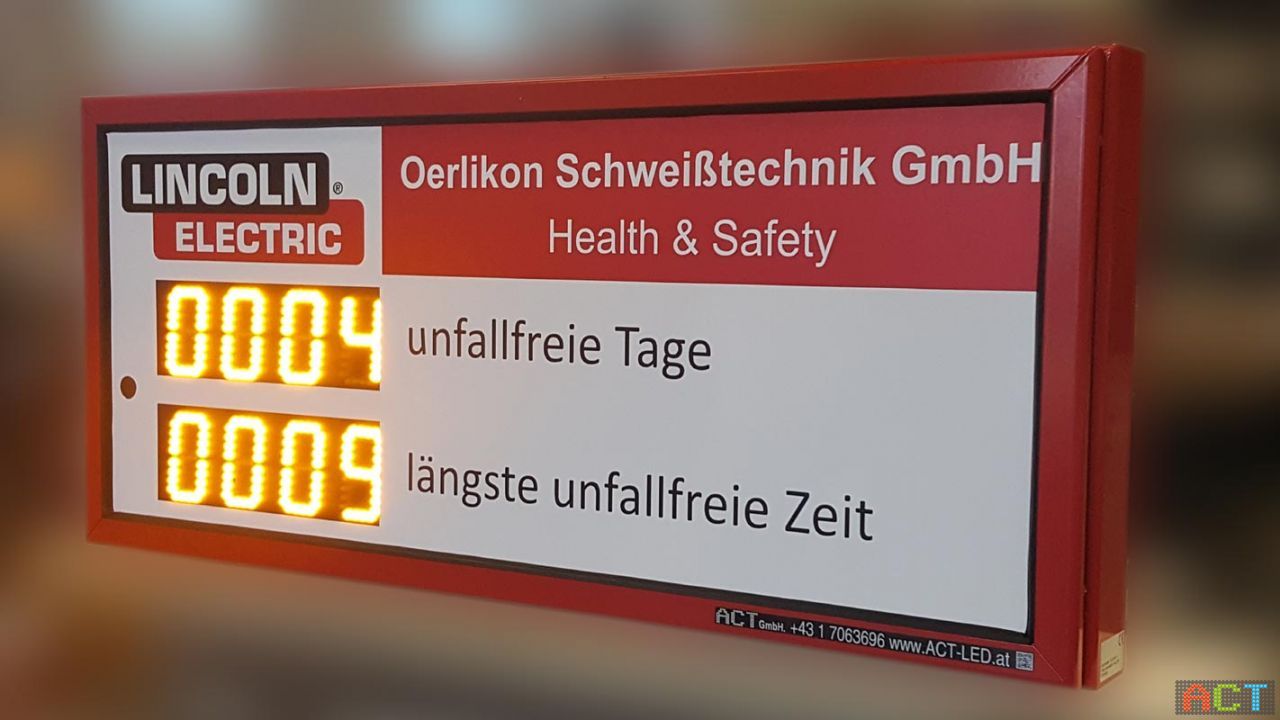 LINCOLN ®
ELECTRIC
Oerlikon Schweißtechnik GmbH
Health & Safety
0004 unfallfreie Tage
0009 längste unfallfreie Zeit
ACT GmbH. +43 1 7063696 www.ACT-LED.at
ACT